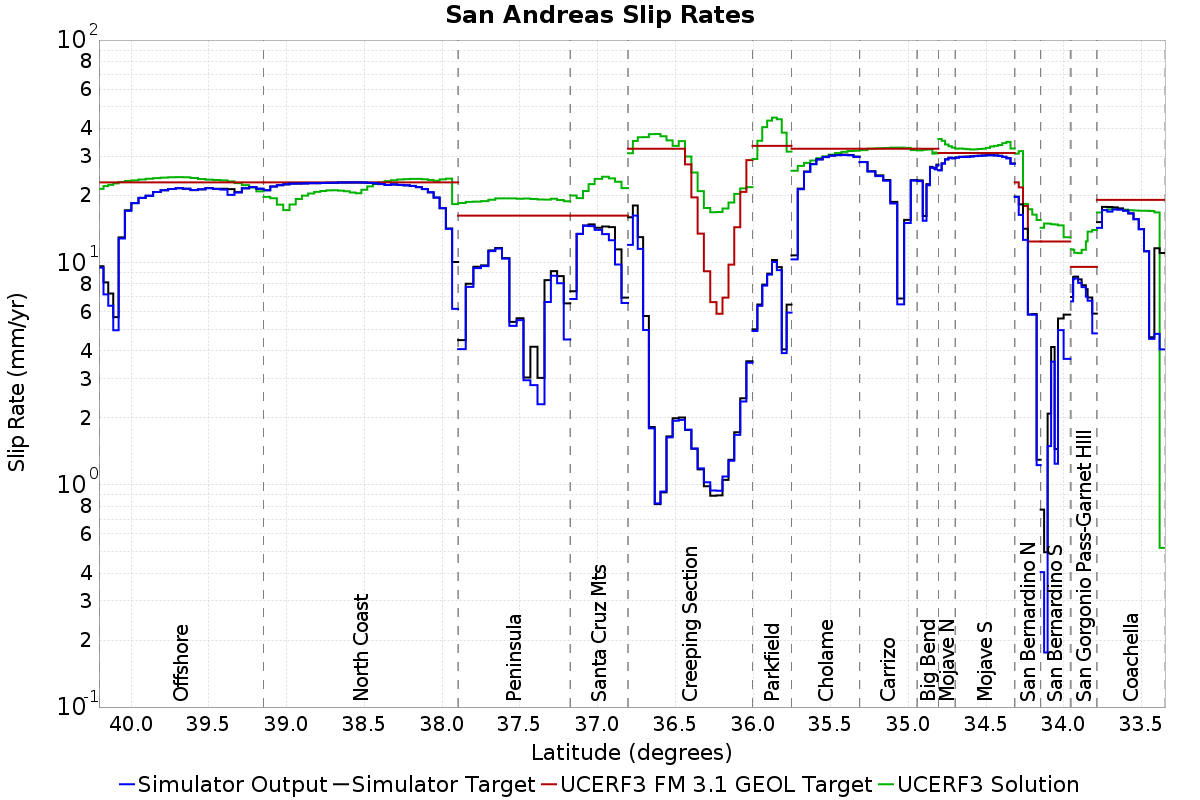 San Andreas Slip Rates
Slip Rate (mm/yr)
10^2
8
6
4
3
2
10^1
8
6
4
3
2
10^0
8
6
4
3
2
10^-1
Offshore
North Coast
Peninsula
Santa Cruz Mts
Creeping Section
Parkfield
Cholame
Carrizo
Big Bend
Mojave N
Mojave S
San Bernardino N
San Bernardino S
San Gorgonio Pass-Garnet HIll
Coachella
40.0 39.5 39.0 38.5 38.0 37.5 37.0 36.5 36.0 35.5 35.0 34.5 34.0 33.5
Latitude (degrees)
Simulator Output Simulator Target UCERF3 FM 3.1 GEOL Target UCERF3 Solution